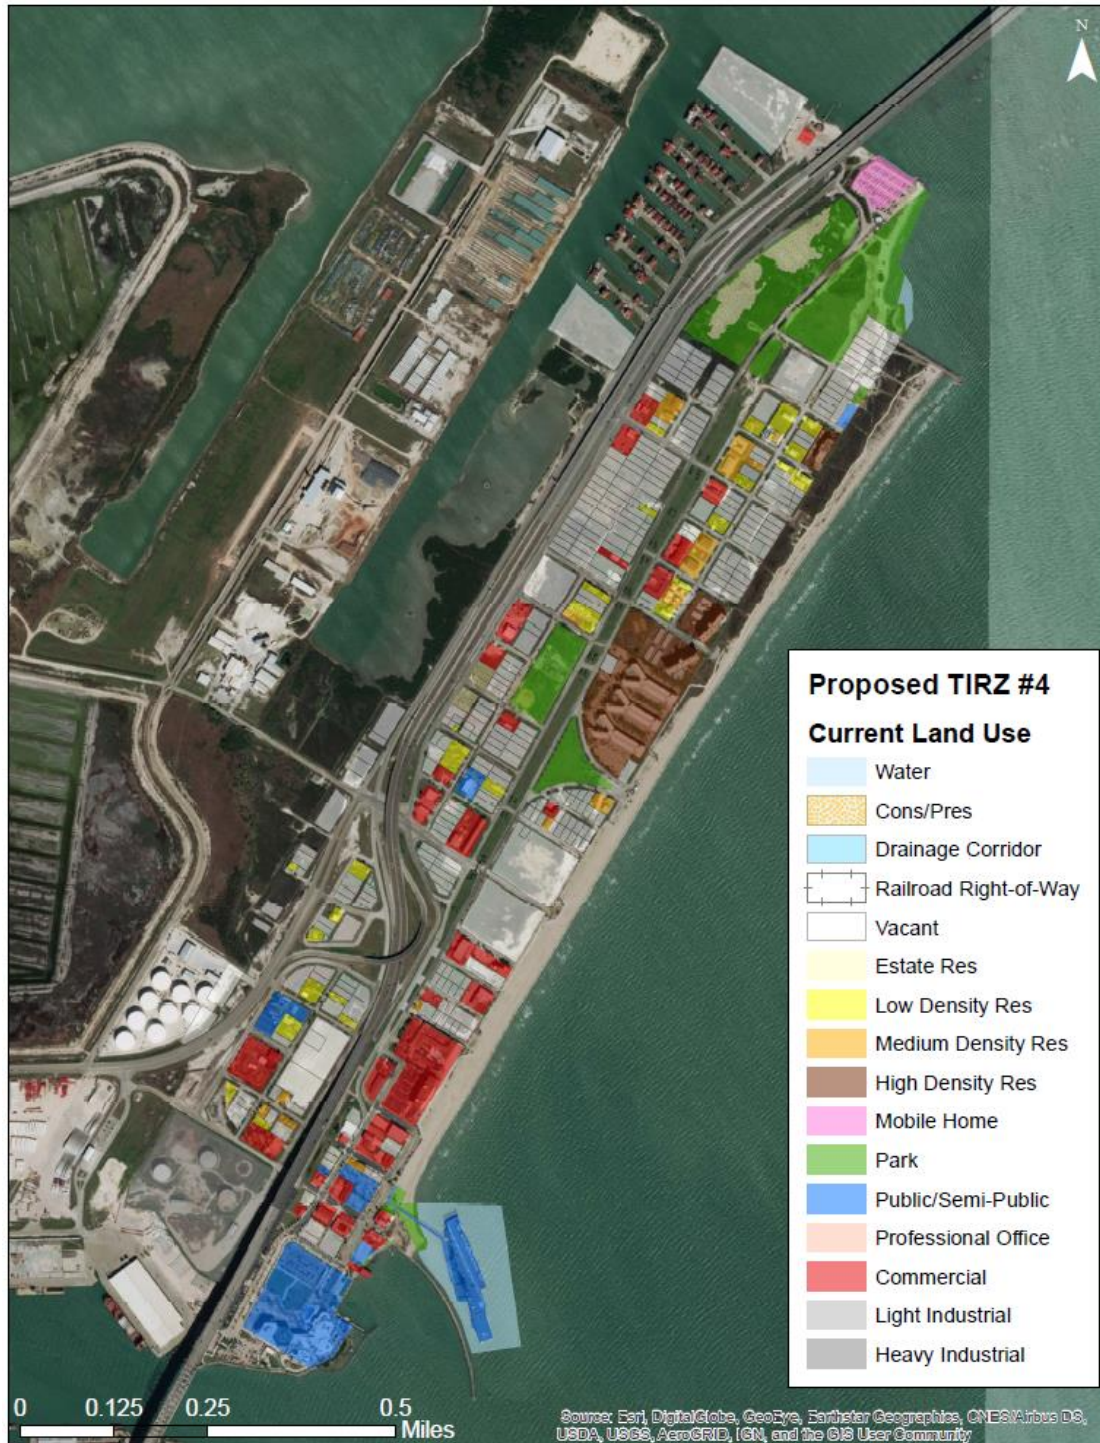 N
Proposed TIRZ #4
Current Land Use
Water
Cons/Pres
Drainage Corridor
Railroad Right-of-Way
Vacant
Estate Res
Low Density Res
Medium Density Res
High Density Res
Mobile Home
Park
Public/Semi-Public
Professional Office
Commercial
Light Industrial
Heavy Industrial
0 0.125 0.25 0.5
Miles
Source: Esri, DigitalGlobe, GeoEye, Earthstar Geographics, CNES/Airbus DS,
USDA, USGS, AeroGRID, IGN, and the GIS User Community